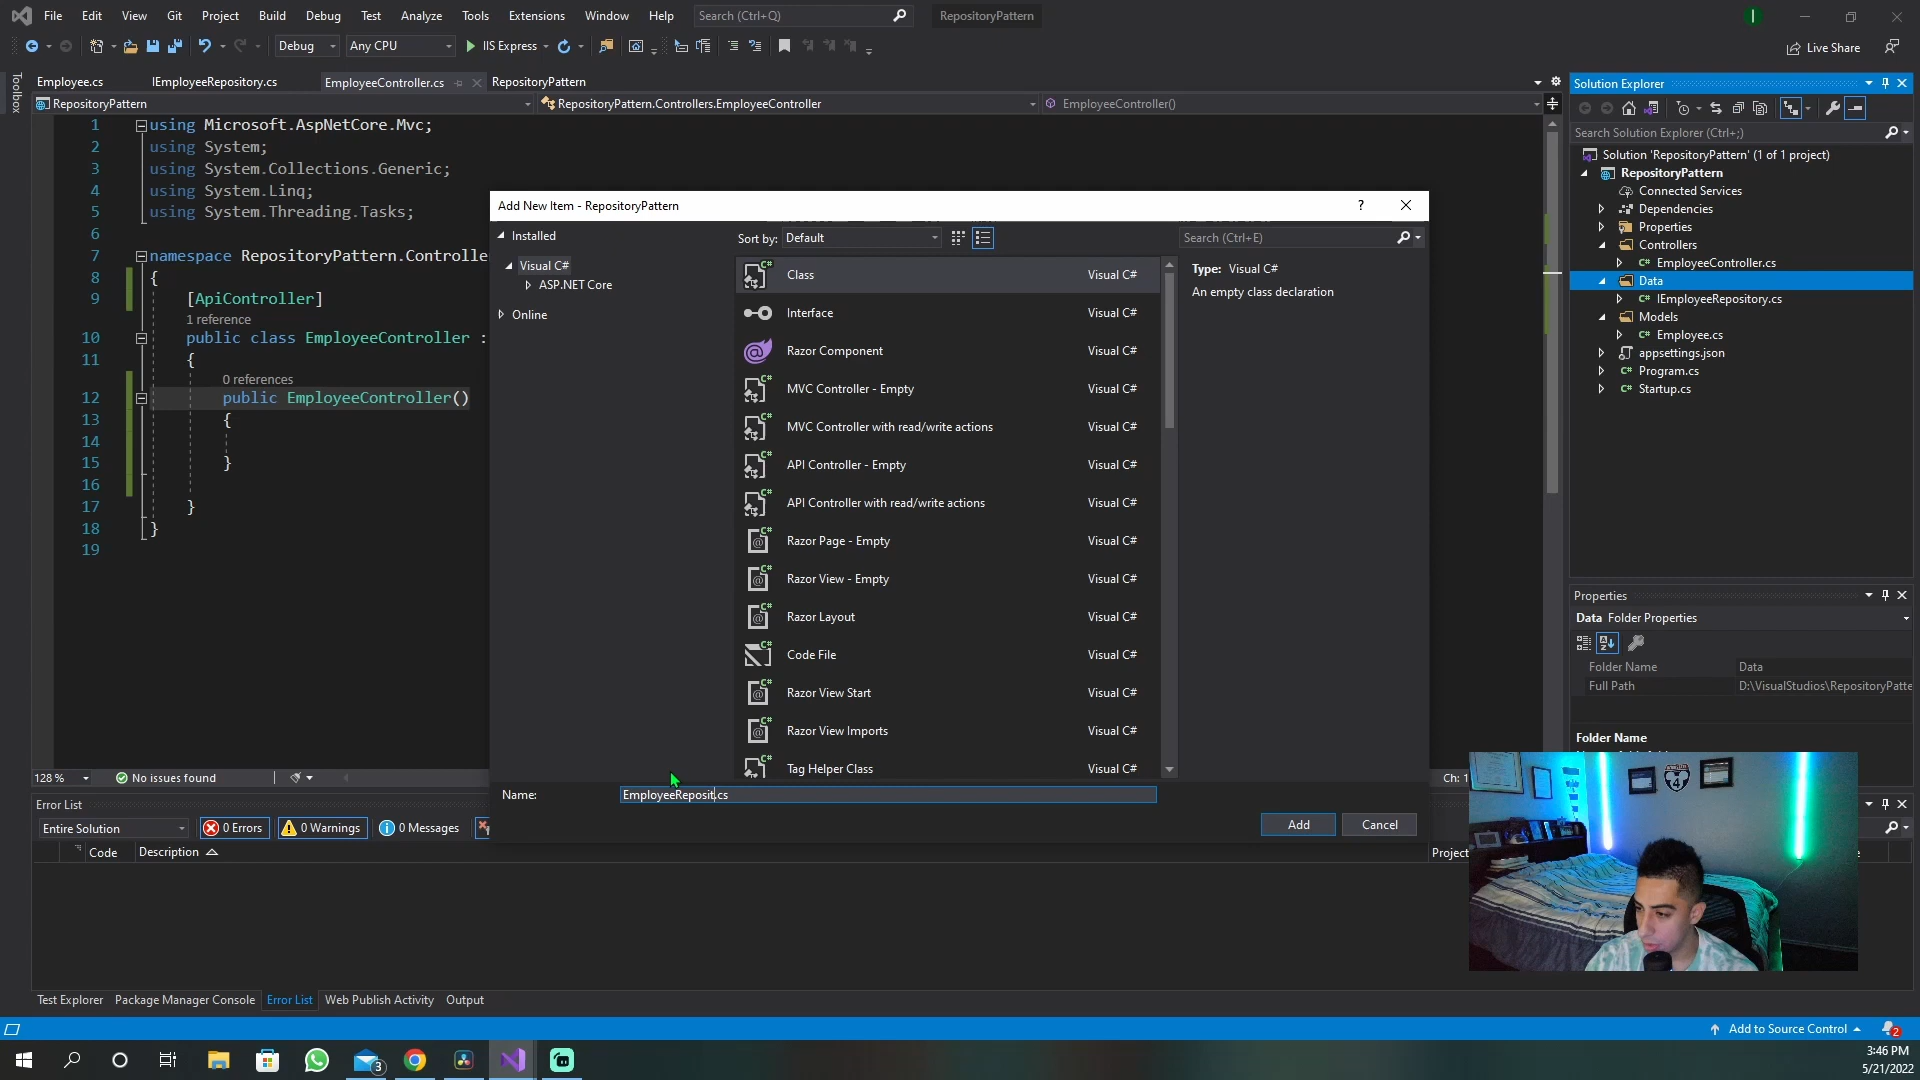 File Edit View Git Project Build Debug Test Analyze Tools Extensions Window Help Search (Ctrl+Q) RepositoryPattern
Debug Any CPU IIS Express Live Share
Toolbox
Employee.cs IEmployeeRepository.cs EmployeeController.cs RepositoryPattern
RepositoryPattern RepositoryPattern.Controllers.EmployeeController EmployeeController()
1 using Microsoft.AspNetCore.Mvc;
2 using System;
3 using System.Collections.Generic;
4 using System.Linq;
5 using System.Threading.Tasks;
6
7 namespace RepositoryPattern.Controlle
8 {
9 [ApiController]
1 reference
10 public class EmployeeController :
11 {
0 references
12 public EmployeeController()
13 {
14
15 }
16
17 }
18 }
19
128 % No issues found Ch: 1
Add New Item - RepositoryPattern ?
Installed
Visual C#
ASP.NET Core
Online
Sort by: Default
Search (Ctrl+E)
Class Visual C#
Interface Visual C#
Razor Component Visual C#
MVC Controller - Empty Visual C#
MVC Controller with read/write actions Visual C#
API Controller - Empty Visual C#
API Controller with read/write actions Visual C#
Razor Page - Empty Visual C#
Razor View - Empty Visual C#
Razor Layout Visual C#
Code File Visual C#
Razor View Start Visual C#
Razor View Imports Visual C#
Tag Helper Class Visual C#
Type: Visual C#
An empty class declaration
Name: EmployeeReposit.cs
Add Cancel
Solution Explorer
Search Solution Explorer (Ctrl+;)
Solution 'RepositoryPattern' (1 of 1 project)
RepositoryPattern
Connected Services
Dependencies
Properties
Controllers
C# EmployeeController.cs
Data
C# IEmployeeRepository.cs
Models
C# Employee.cs
appsettings.json
C# Program.cs
C# Startup.cs
Properties
Data Folder Properties
Folder Name Data
Full Path D:\VisualStudios\RepositoryPatte
Folder Name
Error List
Entire Solution 0 Errors 0 Warnings 0 Messages
Code Description Project
Test Explorer Package Manager Console Error List Web Publish Activity Output
Add to Source Control 2
3
3:46 PM
5/21/2022